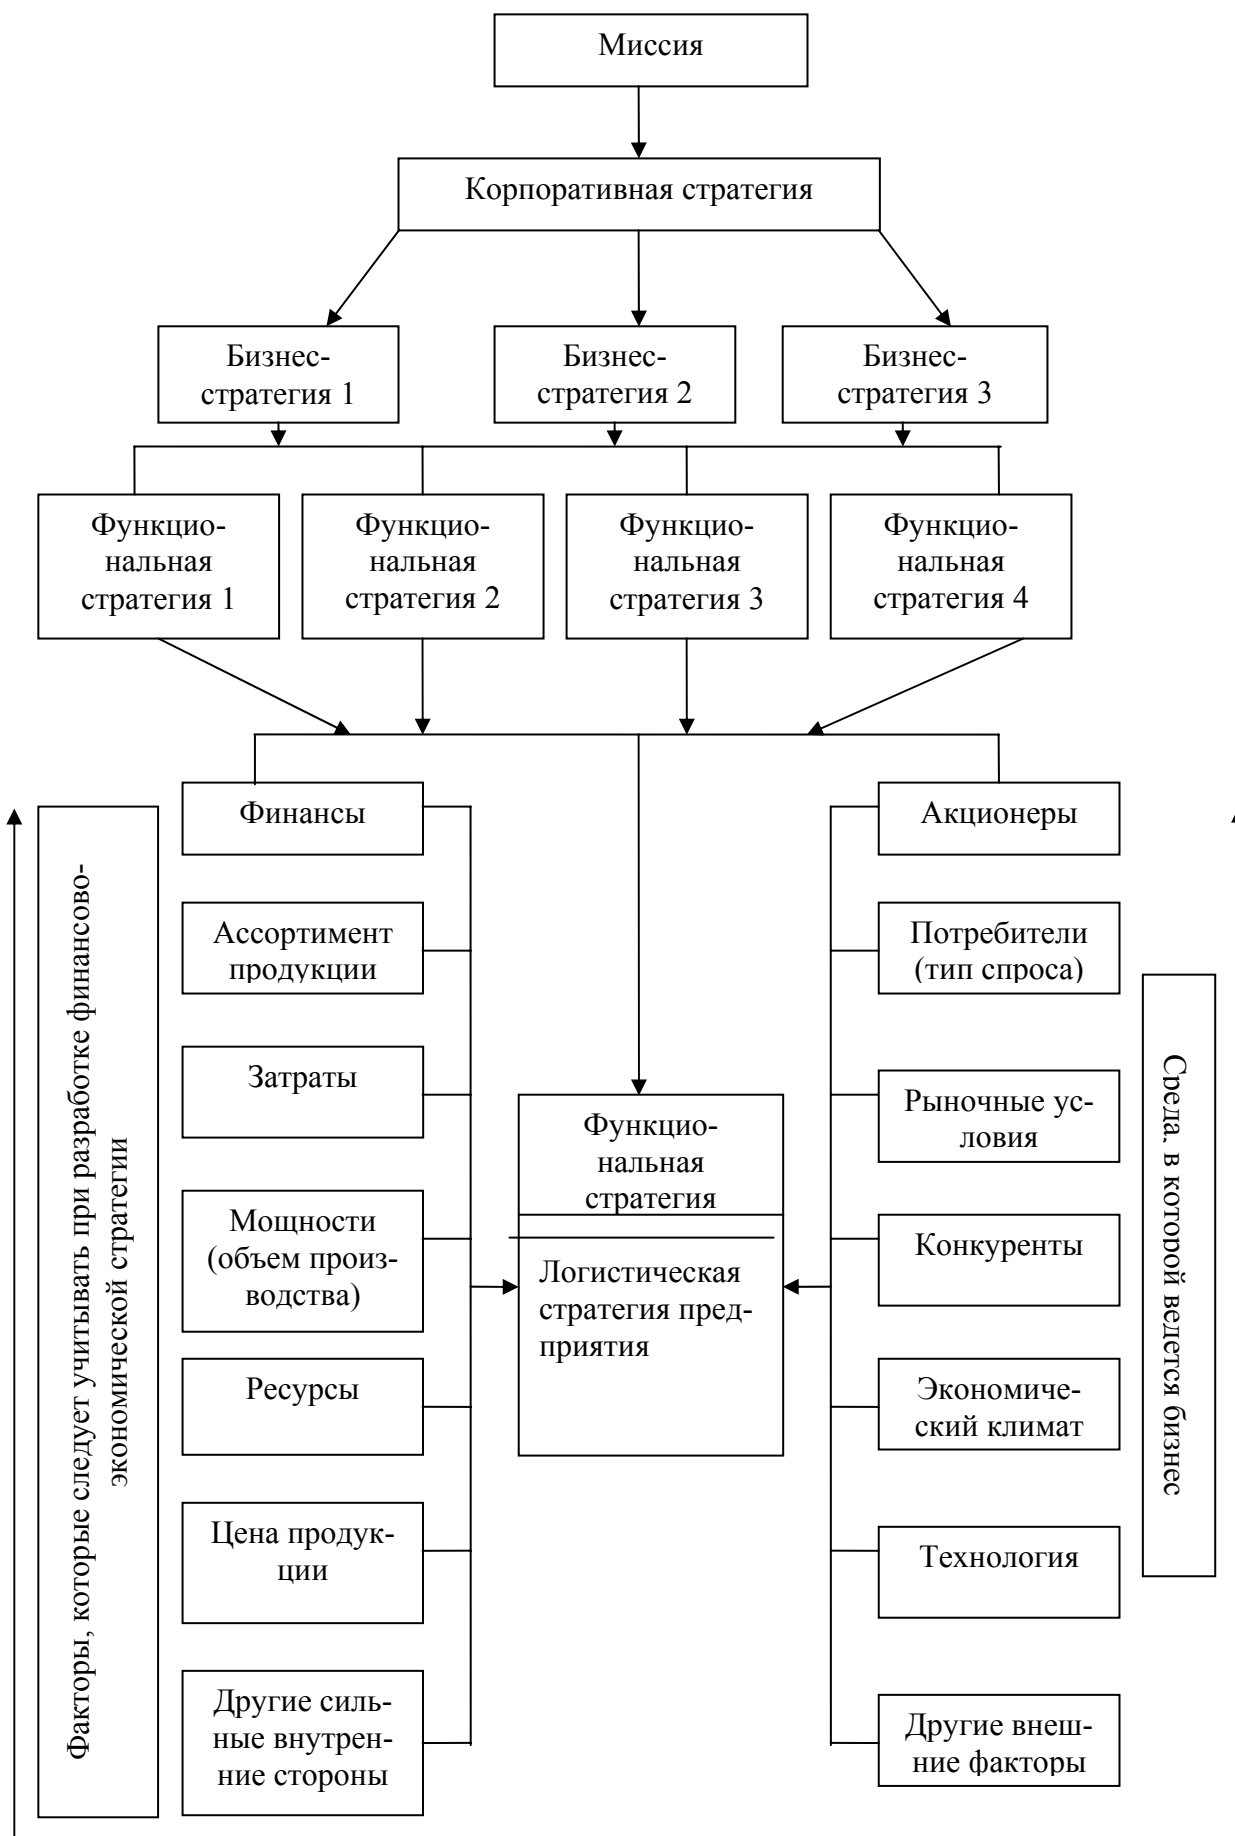 Миссия
Корпоративная стратегия
Бизнес-
стратегия 1
Бизнес-
стратегия 2
Бизнес-
стратегия 3
Функцио-
нальная
стратегия 1
Функцио-
нальная
стратегия 2
Функцио-
нальная
стратегия 3
Функцио-
нальная
стратегия 4
Факторы, которые следует учитывать при разработке финансово-
экономической стратегии
Финансы
Ассортимент
продукции
Затраты
Мощности
(объем произ-
водства)
Ресурсы
Цена продук-
ции
Другие силь-
ные внутрен-
ние стороны
Функцио-
нальная
стратегия
Логистическая
стратегия пред-
приятия
Акционеры
Потребители
(тип спроса)
Рыночные ус-
ловия
Конкуренты
Экономиче-
ский климат
Технология
Другие внеш-
ние факторы
Среда, в которой ведется бизнес